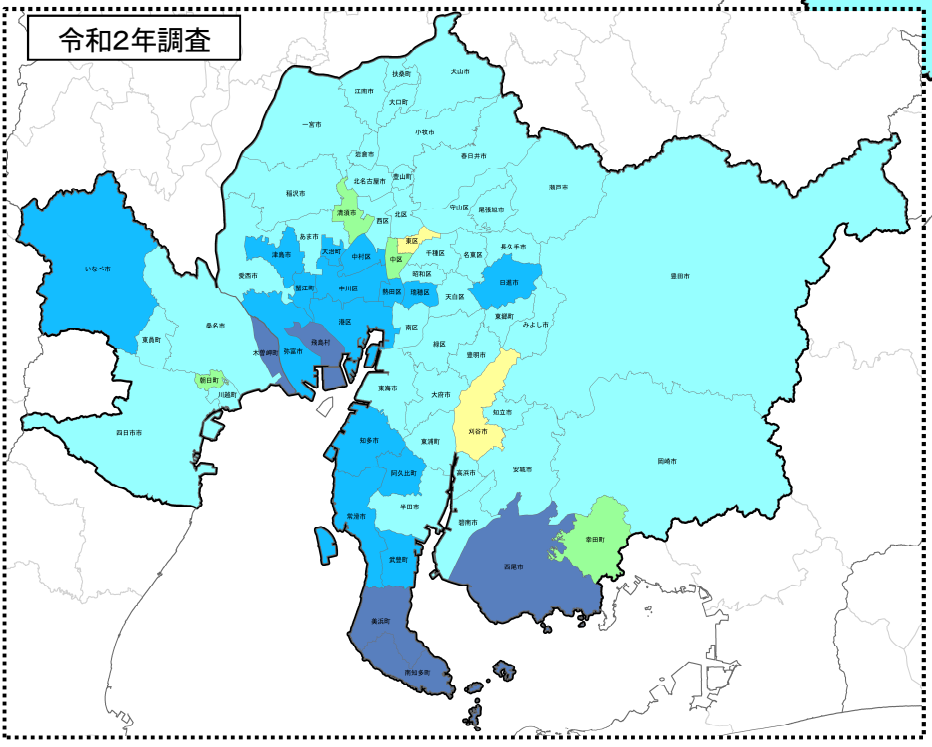 令和2年調査
扶桑町
犬山市
江南市
大口町
一宮市
小牧市
岩倉市
春日井市
豊山町
北名古屋市
瀬戸市
稲沢市
清須市
西区
北区
守山区
尾張旭市
あま市
東区
大治町
中村区
中区
千種区
名東区
長久手市
津島市
いなべ市
愛西市
昭和区
豊田市
蟹江町
中川区
熱田区
瑞穂区
天白区
日進市
東郷町
みよし市
桑名市
港区
南区
東員町
木曽岬町
弥富市
飛島村
緑区
豊明市
朝日町
川越町
東海市
大府市
知立市
四日市市
知多市
東浦町
刈谷市
岡崎市
阿久比町
高浜市
安城市
半田市
常滑市
碧南市
幸田町
武豊町
西尾市
美浜町
南知多町